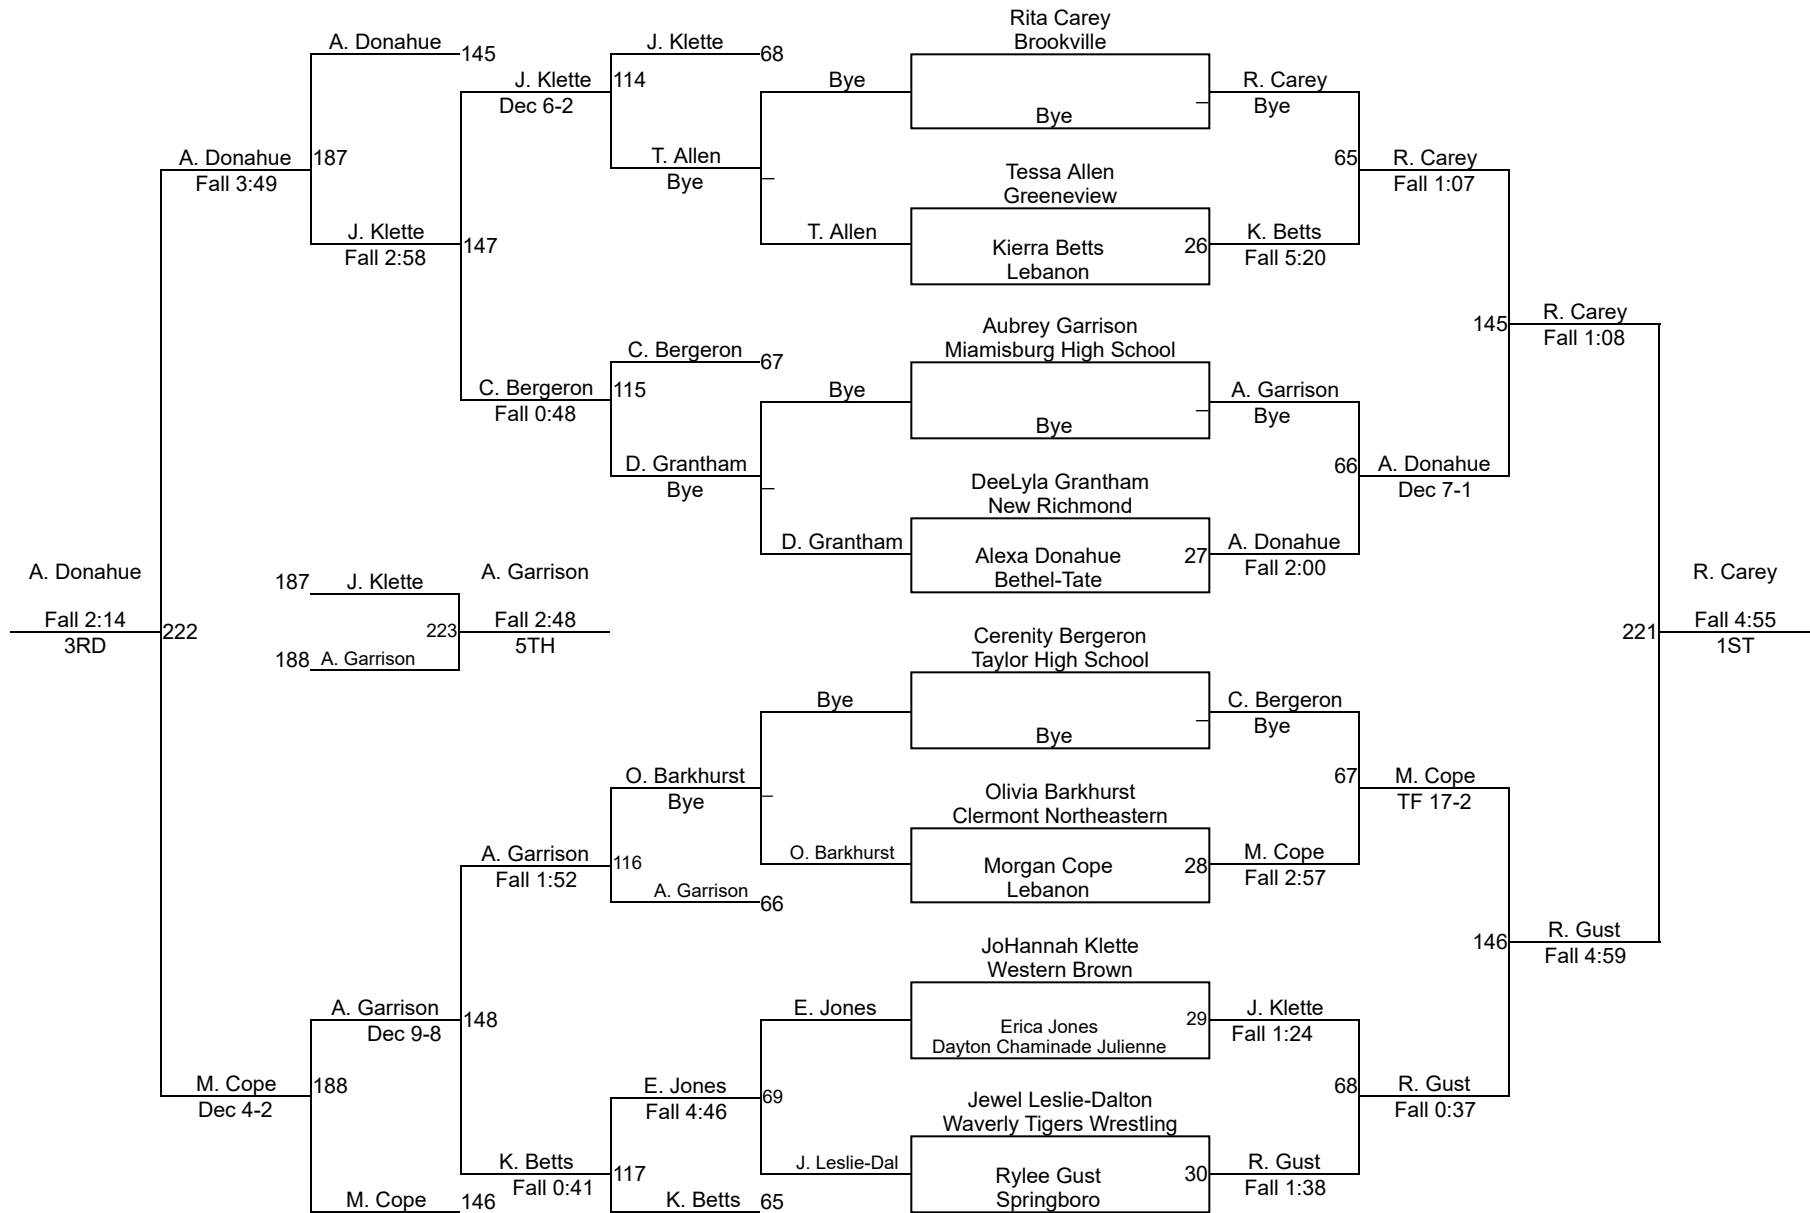 Rita Carey
Brookville
A. Donahue
145
J. Klette
68
J. Klette
114
Dec 6-2
Bye
Bye
R. Carey
Bye
A. Donahue
187
Fall 3:49
T. Allen
Bye
Tessa Allen
Greeneview
65
R. Carey
Fall 1:07
J. Klette
147
Fall 2:58
T. Allen
Kierra Betts
Lebanon
26
K. Betts
Fall 5:20
Aubrey Garrison
Miamisburg High School
145
R. Carey
Fall 1:08
C. Bergeron
67
C. Bergeron
115
Fall 0:48
Bye
Bye
A. Garrison
Bye
D. Grantham
Bye
DeeLyla Grantham
New Richmond
66
A. Donahue
Dec 7-1
D. Grantham
Alexa Donahue
Bethel-Tate
27
A. Donahue
Fall 2:00
A. Donahue
Fall 2:14
3RD
222
187
J. Klette
188
A. Garrison
223
A. Garrison
Fall 2:48
5TH
R. Carey
221
Fall 4:55
1ST
Cerenity Bergeron
Taylor High School
Bye
Bye
C. Bergeron
Bye
O. Barkhurst
Bye
Olivia Barkhurst
Clermont Northeastern
67
M. Cope
TF 17-2
A. Garrison
116
Fall 1:52
O. Barkhurst
Morgan Cope
Lebanon
28
M. Cope
Fall 2:57
A. Garrison
66
JoHannah Klette
Western Brown
146
R. Gust
Fall 4:59
A. Garrison
148
Dec 9-8
E. Jones
Erica Jones
Dayton Chaminade Julienne
29
J. Klette
Fall 1:24
M. Cope
188
Dec 4-2
E. Jones
69
Fall 4:46
Jewel Leslie-Dalton
Waverly Tigers Wrestling
68
R. Gust
Fall 0:37
K. Betts
117
Fall 0:41
J. Leslie-Dal
Rylee Gust
Springboro
30
R. Gust
Fall 1:38
M. Cope
146
K. Betts
65